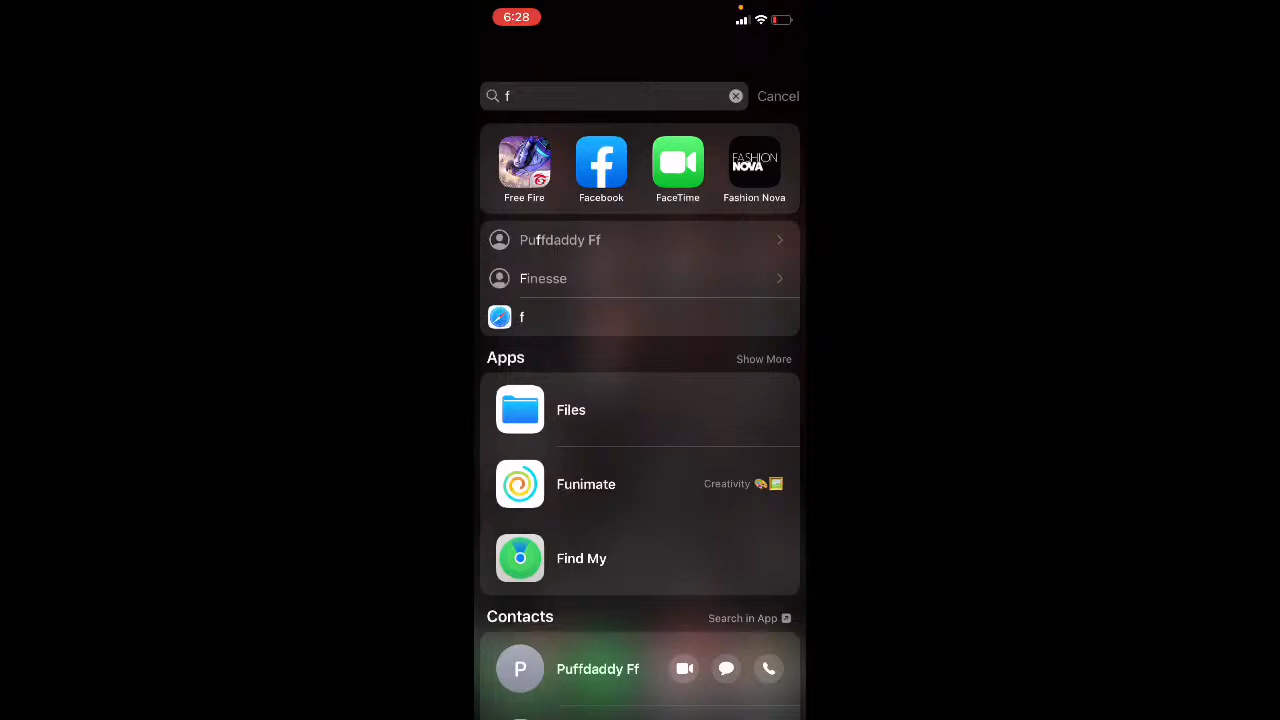 6:28
f
Cancel
FASHION
NOVA
Free Fire
Facebook
FaceTime
Fashion Nova
Puffdaddy Ff
Finesse
f
Apps
Show More
Files
Funimate
Creativity 🎨🖼️
Find My
Contacts
Search in App
P
Puffdaddy Ff